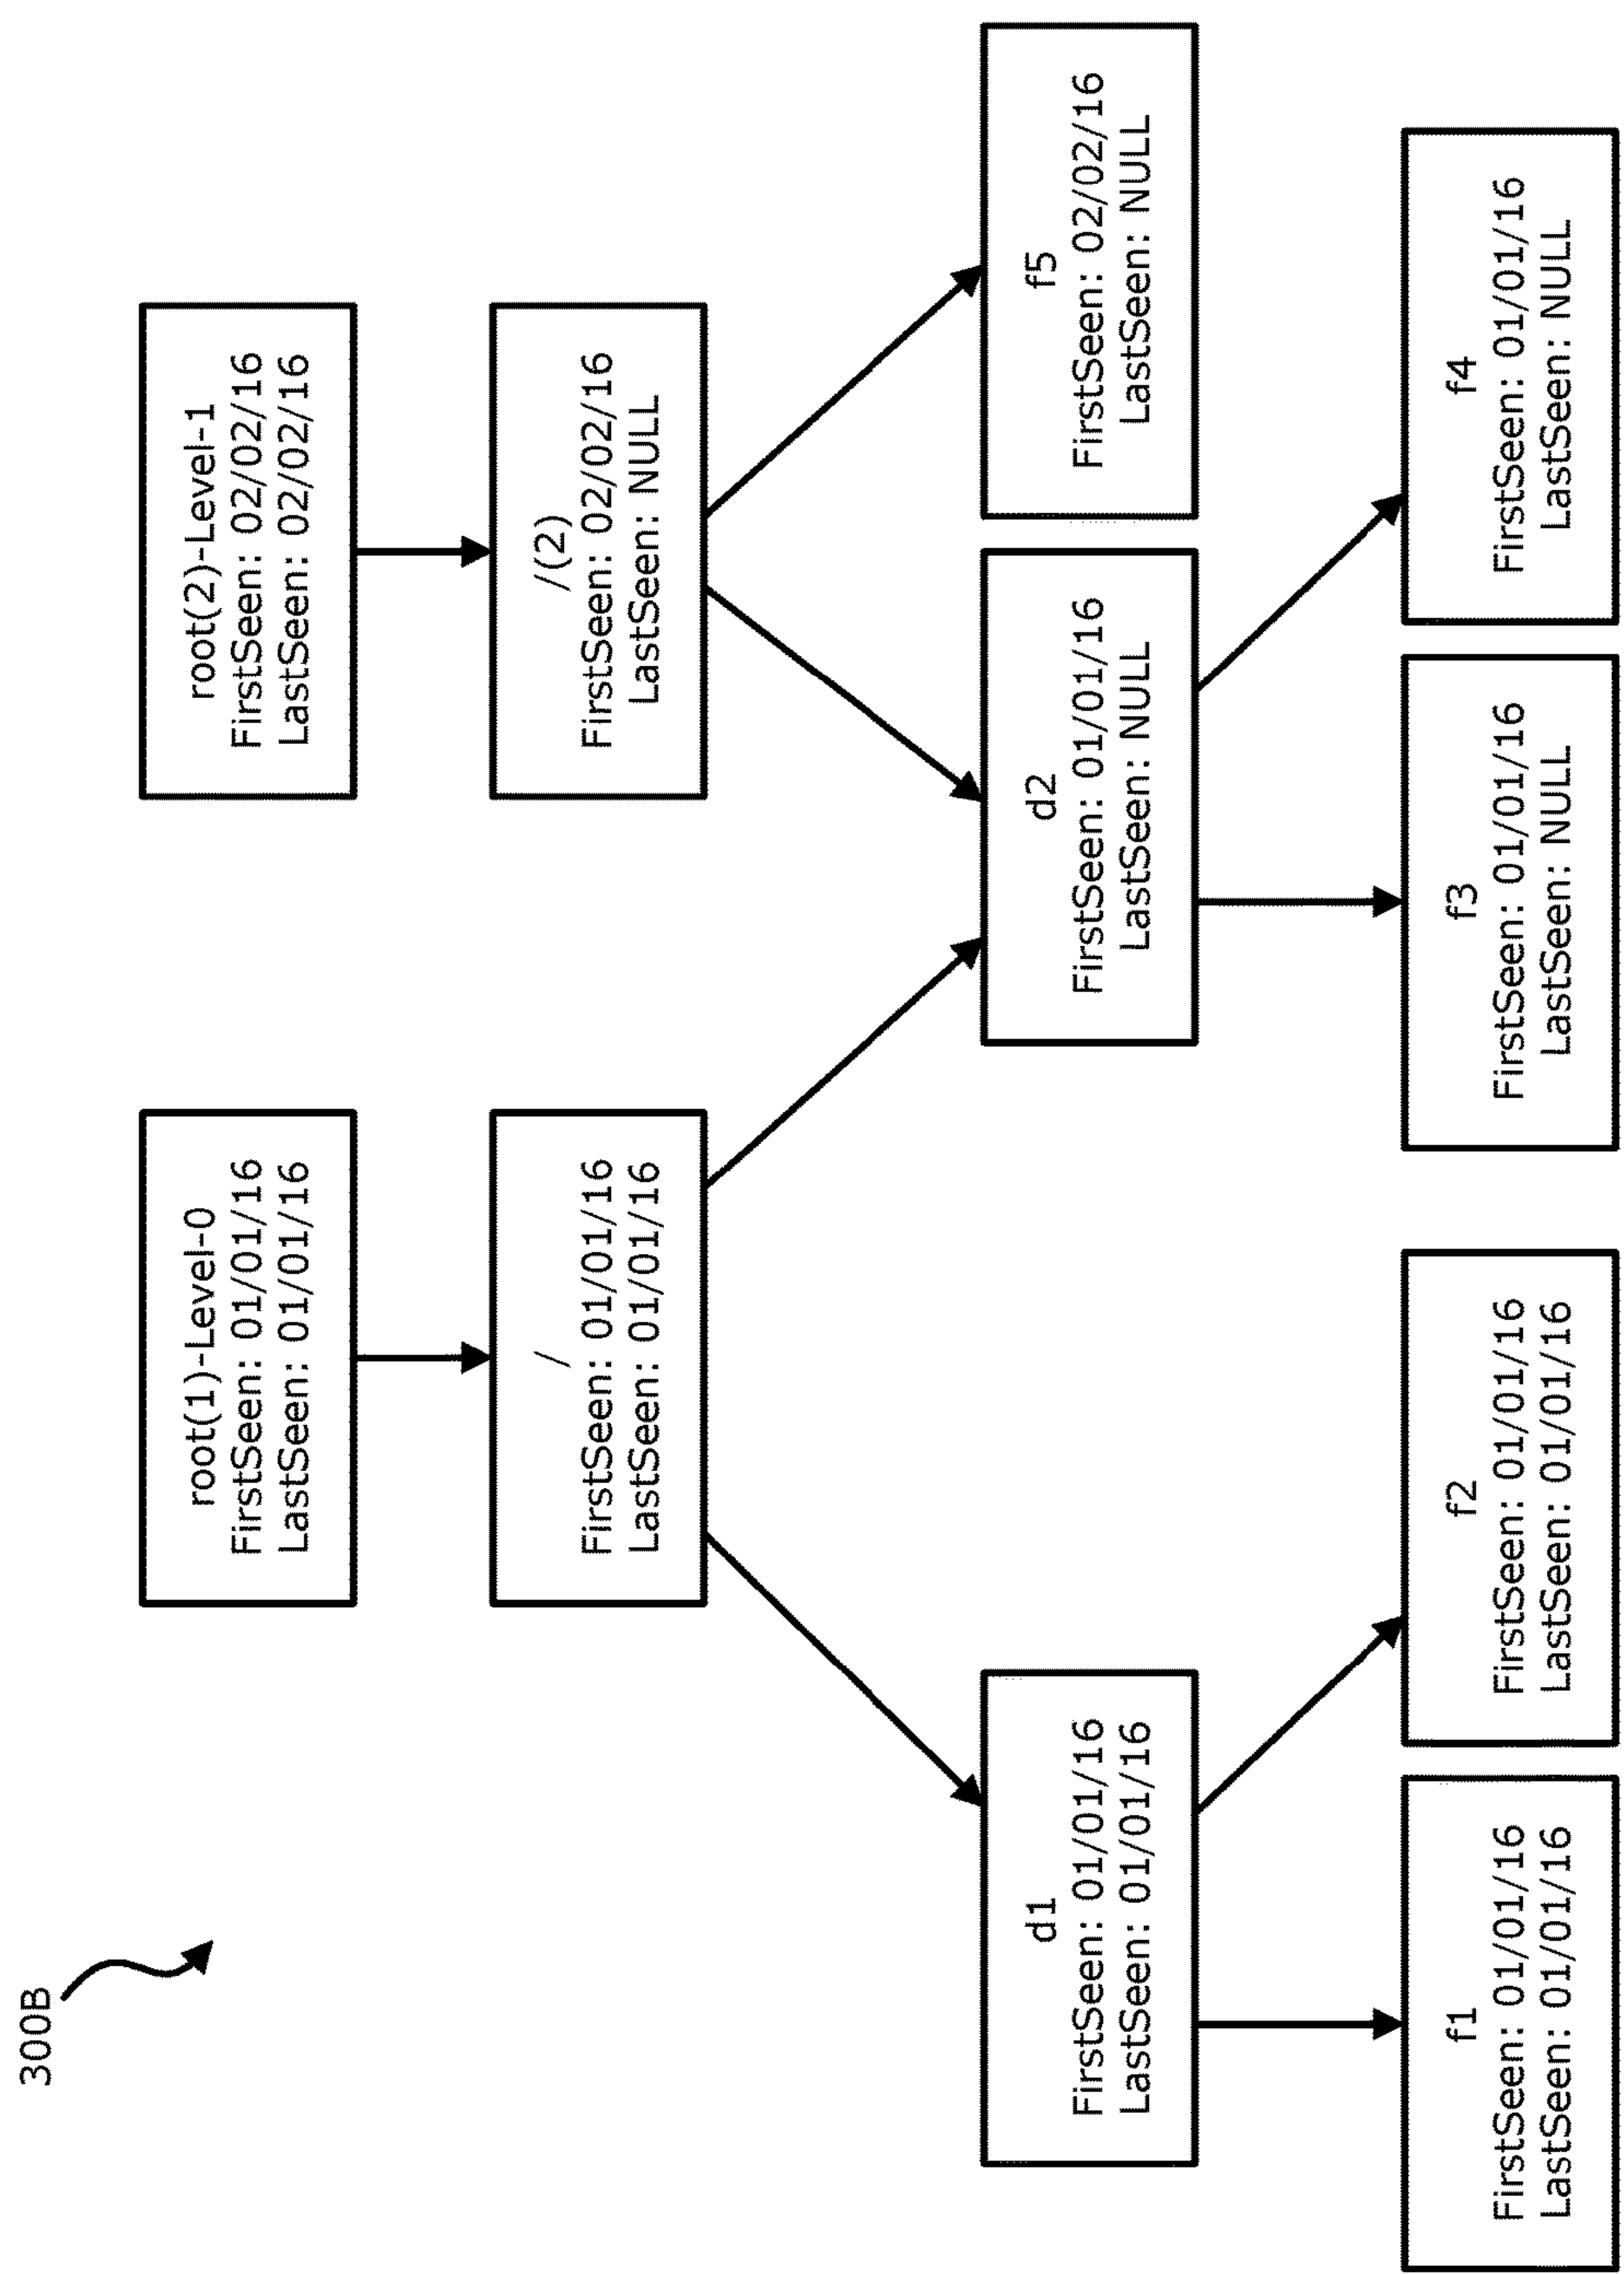 300B
root(1)-Level-0
FirstSeen: 01/01/16
LastSeen: 01/01/16
root(2)-Level-1
FirstSeen: 02/02/16
LastSeen: 02/02/16
/
FirstSeen: 01/01/16
LastSeen: 01/01/16
/(2)
FirstSeen: 02/02/16
LastSeen: NULL
d1
FirstSeen: 01/01/16
LastSeen: 01/01/16
d2
FirstSeen: 01/01/16
LastSeen: NULL
f5
FirstSeen: 02/02/16
LastSeen: NULL
f1
FirstSeen: 01/01/16
LastSeen: 01/01/16
f2
FirstSeen: 01/01/16
LastSeen: 01/01/16
f3
FirstSeen: 01/01/16
LastSeen: NULL
f4
FirstSeen: 01/01/16
LastSeen: NULL